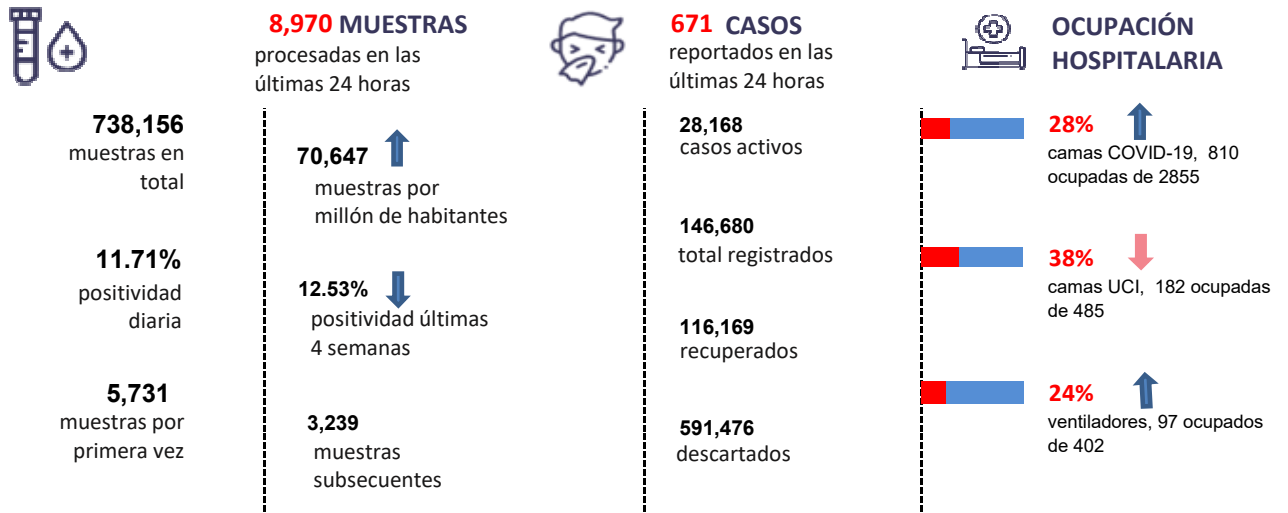 8,970 MUESTRAS
procesadas en las
últimas 24 horas
671 CASOS
reportados en las
últimas 24 horas
OCUPACIÓN
HOSPITALARIA
738,156
muestras en
total
11.71%
positividad
diaria
5,731
muestras por
primera vez
70,647
muestras por
millón de habitantes
12.53%
positividad últimas
4 semanas
3,239
muestras
subsecuentes
28,168
casos activos
146,680
total registrados
116,169
recuperados
591,476
descartados
28%
camas COVID-19, 810
ocupadas de 2855
38%
camas UCI, 182 ocupadas
de 485
24%
ventiladores, 97 ocupados
de 402